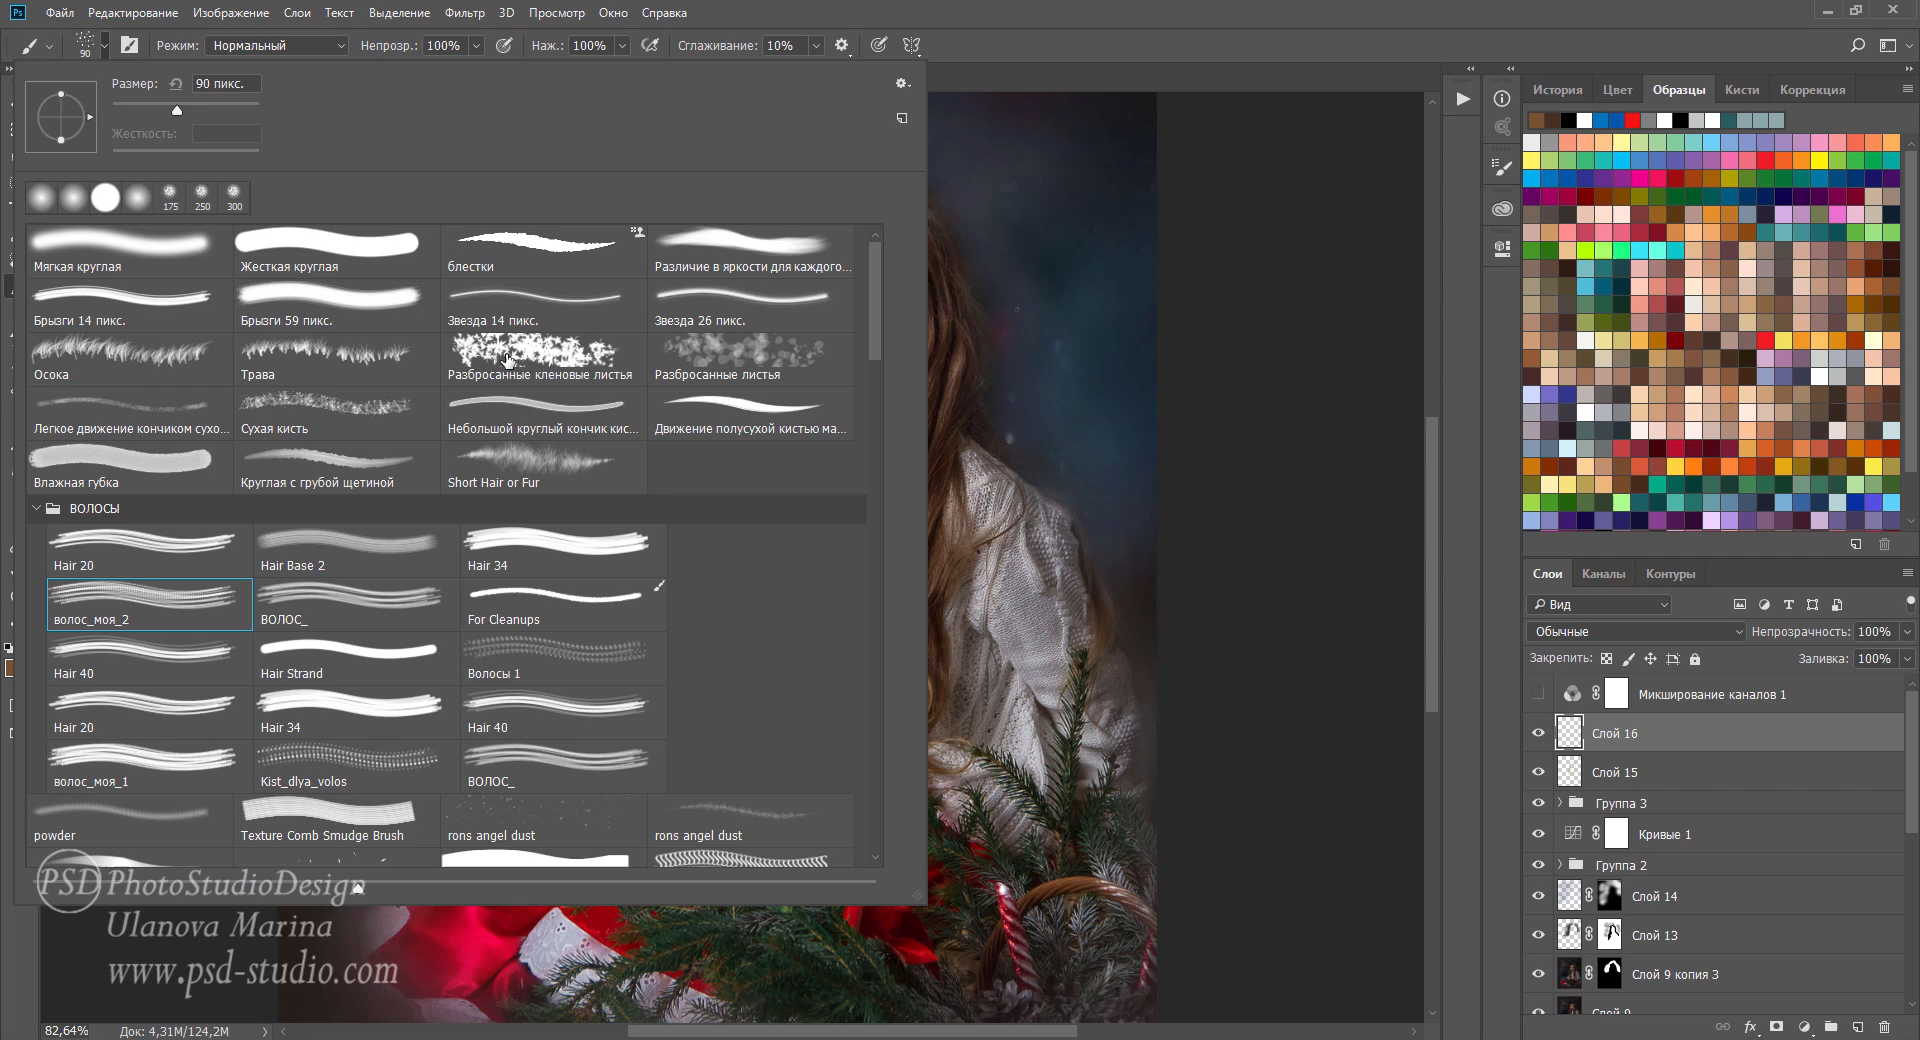 Ps Файл Редактирование Изображение Слои Текст Выделение Фильтр 3D Просмотр Окно Справка
90 Режим: Нормальный Непрозр.: 100% Наж.: 100% Сглаживание: 10%
Размер: 90 пикс.
Жесткость:
175 250 300
Мягкая круглая Жесткая круглая блестки Различие в яркости для каждого...
Брызги 14 пикс. Брызги 59 пикс. Звезда 14 пикс. Звезда 26 пикс.
Осока Трава Разбросанные кленовые листья Разбросанные листья
Легкое движение кончиком сухо... Сухая кисть Небольшой круглый кончик кис... Движение полусухой кистью ма...
Влажная губка Круглая с грубой щетиной Short Hair or Fur
ВОЛОСЫ
Hair 20 Hair Base 2 Hair 34
волос_моя_2 ВОЛОС_ For Cleanups
Hair 40 Hair Strand Волосы 1
Hair 20 Hair 34 Hair 40
волос_моя_1 Kist_dlya_volos ВОЛОС_
powder Texture Comb Smudge Brush rons angel dust rons angel dust
PSD PhotoStudioDesign
Ulanova Marina
www.psd-studio.com
82,64% Док: 4,31M/124,2M
История Цвет Образцы Кисти Коррекция
Слои Каналы Контуры
Вид
Обычные Непрозрачность: 100%
Закрепить: Заливка: 100%
Микширование каналов 1
Слой 16
Слой 15
Группа 3
Кривые 1
Группа 2
Слой 14
Слой 13
Слой 9 копия 3
Слой 9
fx